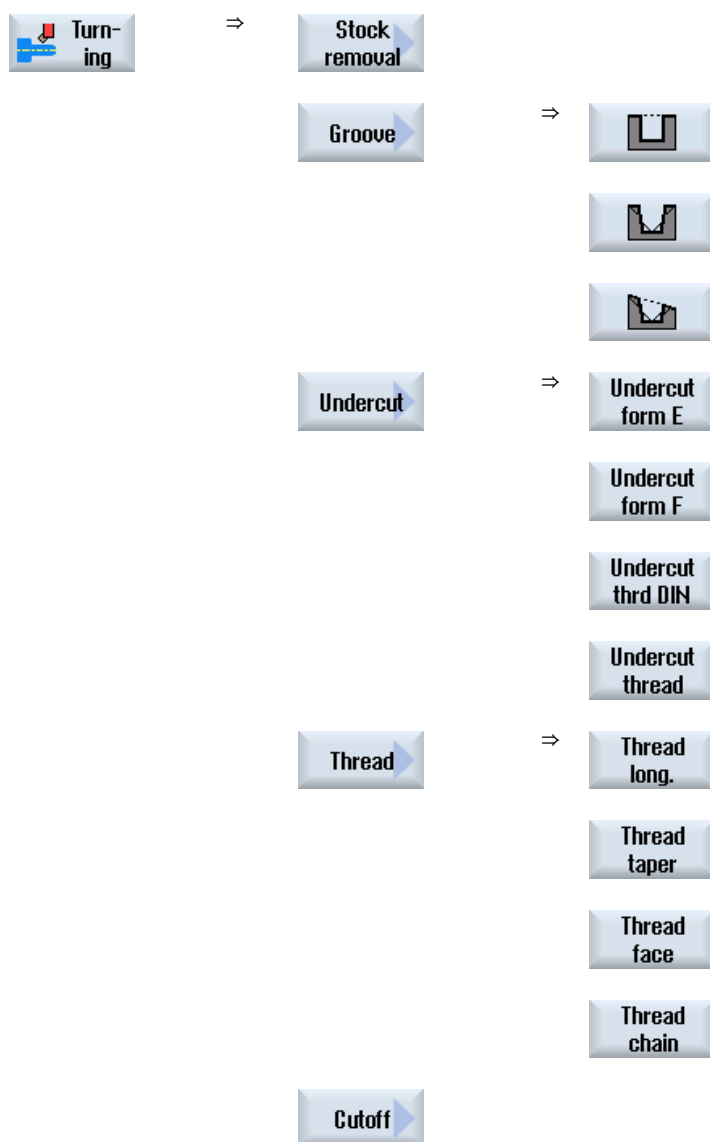 Turn-
ing
⇒
Stock
removal
Groove
⇒
Undercut
⇒
Undercut
form E
Undercut
form F
Undercut
thrd DIN
Undercut
thread
Thread
⇒
Thread
long.
Thread
taper
Thread
face
Thread
chain
Cutoff